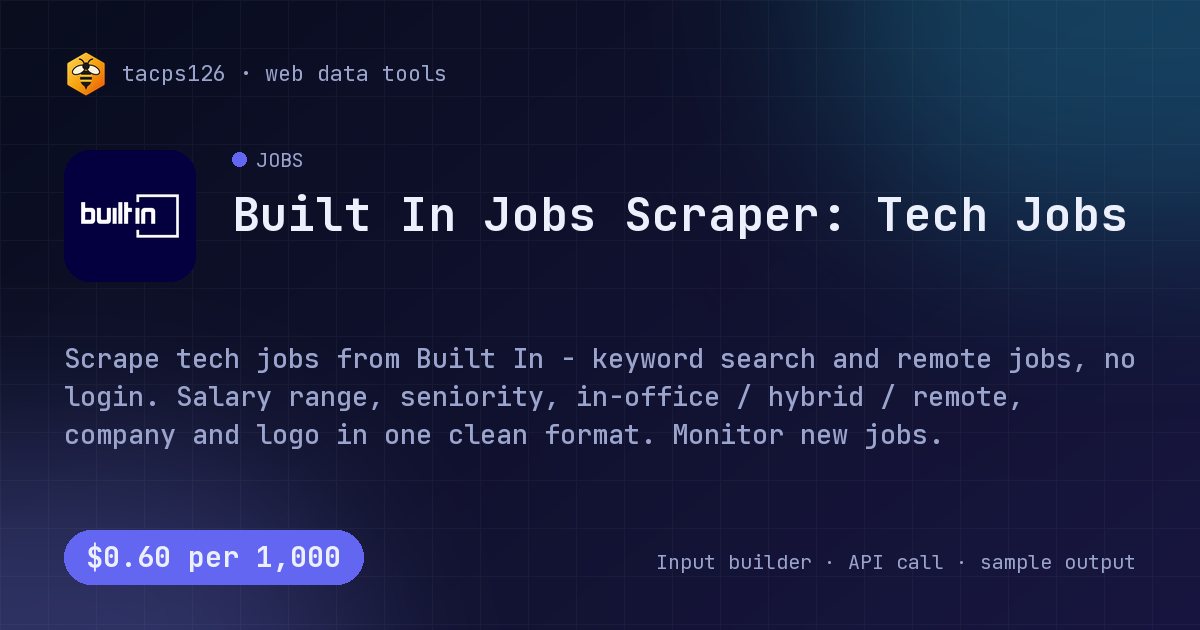 tacps126 · web data tools
builtin
JOBS
Built In Jobs Scraper: Tech Jobs
Scrape tech jobs from Built In - keyword search and remote jobs, no
login. Salary range, seniority, in-office / hybrid / remote,
company and logo in one clean format. Monitor new jobs.
$0.60 per 1,000
Input builder · API call · sample output